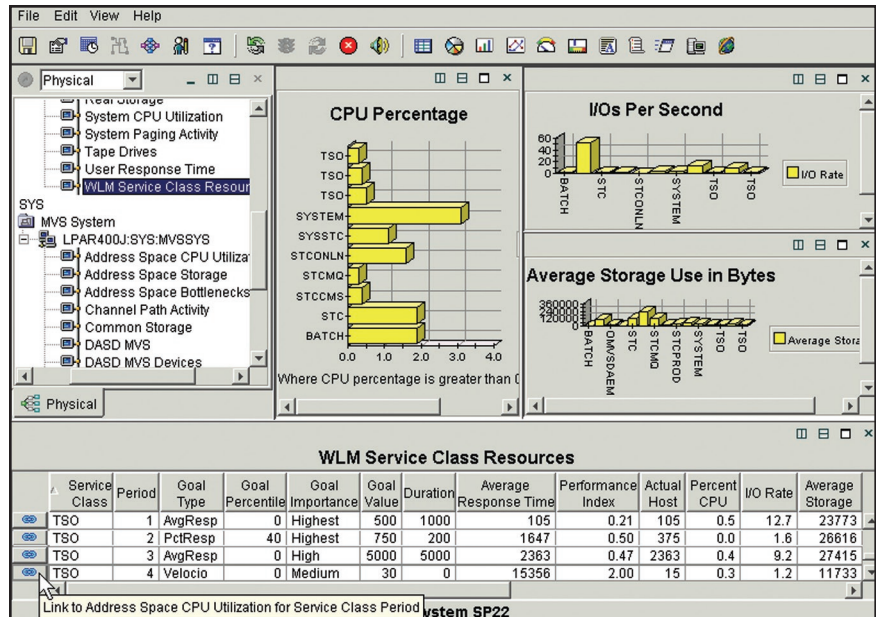 File Edit View Help
Physical
Real Storage
System CPU Utilization
System Paging Activity
Tape Drives
User Response Time
WLM Service Class Resour
SYS
MVS System
LPAR400J:SYS:MVSSYS
Address Space CPU Utiliza
Address Space Storage
Address Space Bottlenecks
Channel Path Activity
Common Storage
DASD MVS
DASD MVS Devices
Physical
CPU Percentage
TSO
TSO
TSO
SYSTEM
SYSSTC
STCONLN
STCMQ
STCCMS
STC
BATCH
0.0 1.0 2.0 3.0 4.0
Where CPU percentage is greater than
I/Os Per Second
60
40
20
0
BATCH
STC
STCONLN
SYSTEM
TSO
TSO
I/O Rate
Average Storage Use in Bytes
360000
240000
120000
0
BATCH
OMVSDAEM
STC
STCMQ
STCPROD
SYSTEM
TSO
TSO
Average Stora
WLM Service Class Resources
Service Class Period Goal Type Goal Percentile Goal Importance Goal Value Duration Average Response Time Performance Index Actual Host Percent CPU I/O Rate Average Storage
TSO 1 AvgResp 0 Highest 500 1000 105 0.21 105 0.5 12.7 23773
TSO 2 PctResp 40 Highest 750 200 1647 0.50 375 0.0 1.6 26616
TSO 3 AvgResp 0 High 5000 5000 2363 0.47 2363 0.4 9.2 27415
TSO 4 Velocio 0 Medium 30 0 15356 2.00 15 0.3 1.2 11733
Link to Address Space CPU Utilization for Service Class Period
ystem SP22